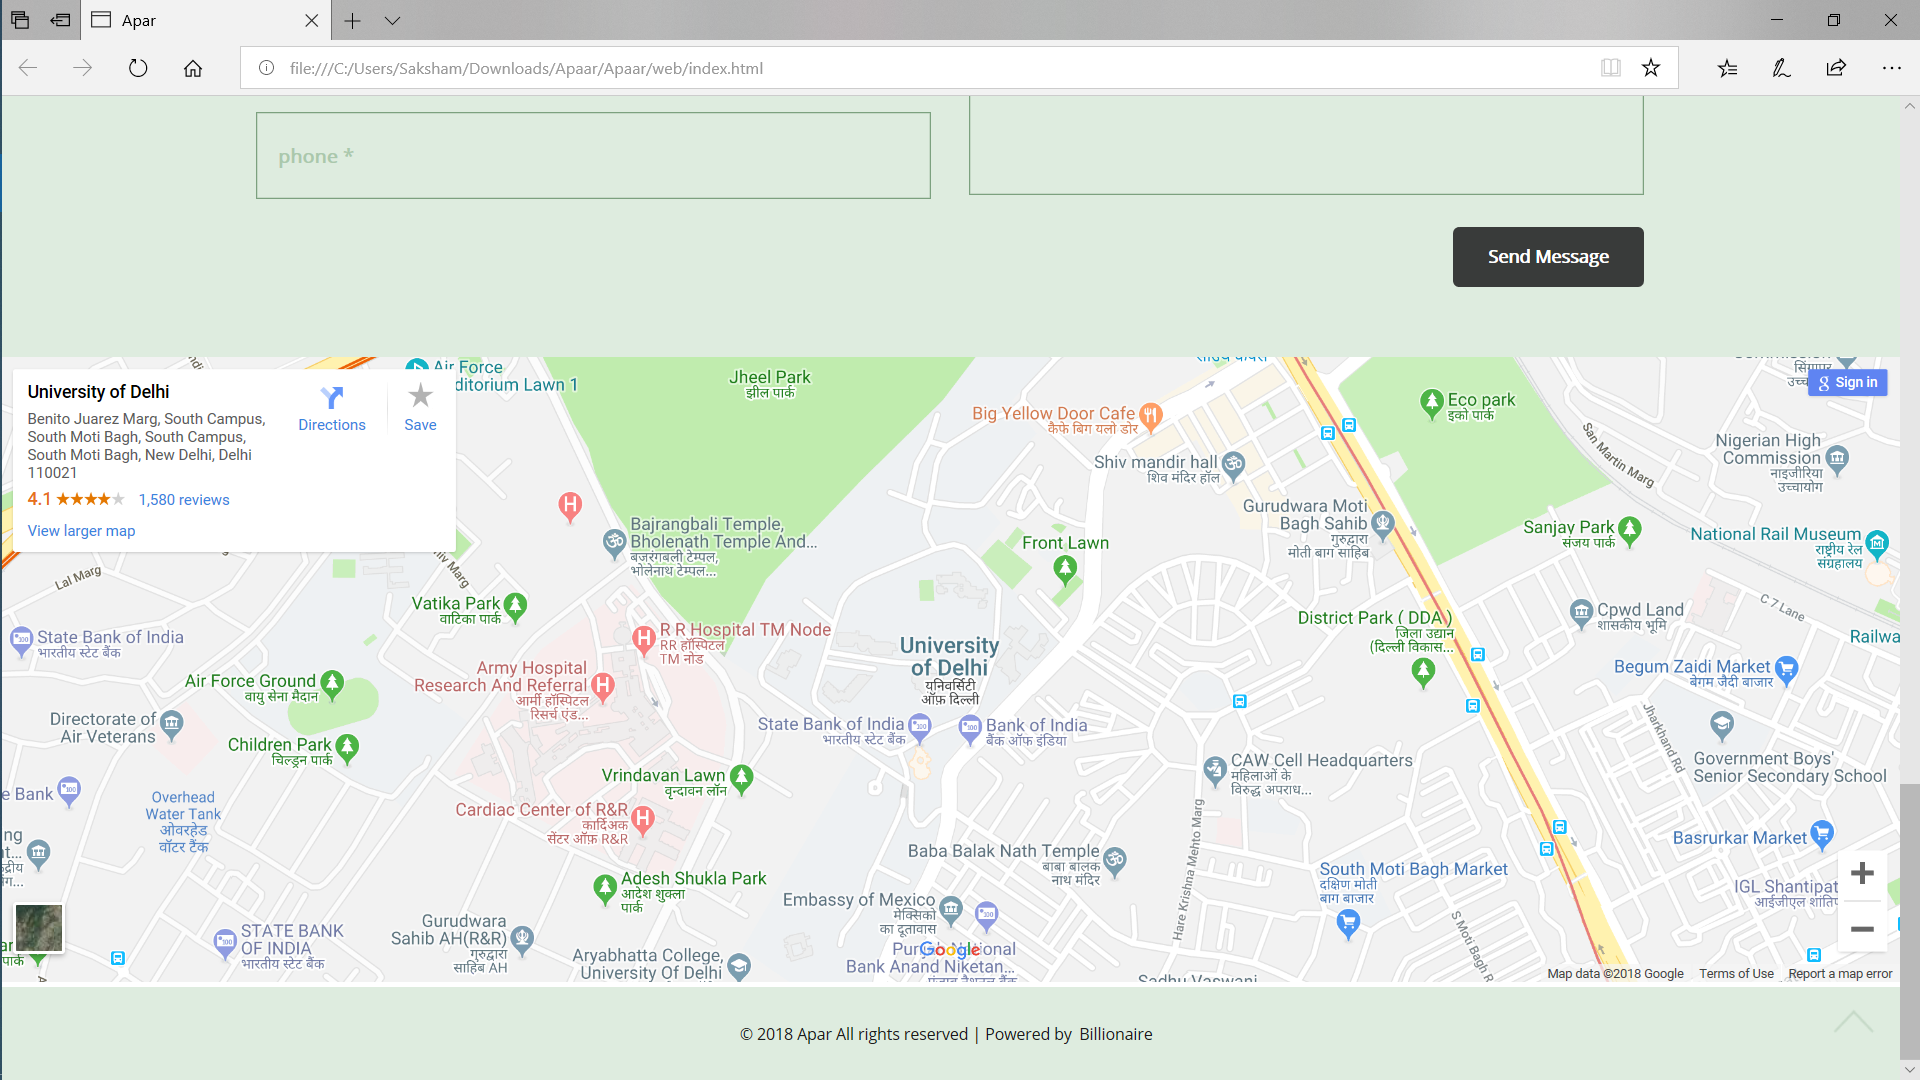 Apar
file:///C:/Users/Saksham/Downloads/Apaar/Apaar/web/index.html
phone *
Send Message
University of Delhi
Benito Juarez Marg, South Campus,
South Moti Bagh, South Campus,
South Moti Bagh, New Delhi, Delhi
110021
4.1
1,580 reviews
View larger map
Directions
Save
Sign in
Air Force
ditorium Lawn 1
Jheel Park
झील पार्क
Big Yellow Door Cafe
कैफे बिग यलो डोर
Shiv mandir hall
शिव मंदिर हॉल
Eco park
इको पार्क
San Martin Marg
Nigerian High
Commission
नाइजीरिया
उच्चायोग
Gurudwara Moti
Bagh Sahib
गुरुद्वारा
मोती बाग साहिब
Sanjay Park
संजय पार्क
National Rail Museum
राष्ट्रीय रेल
संग्रहालय
Bajrangbali Temple,
Bholenath Temple And...
बजरंगबली टेम्पल,
भोलेनाथ टेम्पल...
Front Lawn
Lal Marg
Vatika Park
वाटिका पार्क
C 7 Lane
Cpwd Land
शासकीय भूमि
District Park ( DDA )
जिला उद्यान
(दिल्ली विकास...
Railwa
State Bank of India
भारतीय स्टेट बैंक
R R Hospital TM Node
RR हॉस्पिटल
TM नोड
University
of Delhi
यूनिवर्सिटी
ऑफ़ दिल्ली
Army Hospital
Research And Referral
आर्मी हॉस्पिटल
रिसर्च एंड...
Begum Zaidi Market
बेगम जैदी बाजार
Air Force Ground
वायु सेना मैदान
Directorate of
Air Veterans
Children Park
चिल्ड्रन पार्क
State Bank of India
भारतीय स्टेट बैंक
Bank of India
बैंक ऑफ इंडिया
Jharkhand Rd
CAW Cell Headquarters
महिलाओं के
विरुद्ध अपराध...
Government Boys'
Senior Secondary School
Vrindavan Lawn
वृन्दावन लॉन
e Bank
Overhead
Water Tank
ओवरहेड
वॉटर टैंक
Cardiac Center of R&R
कार्दिअक
सेंटर ऑफ़ R&R
Hare Krishna Mehto Marg
Basrurkar Market
Baba Balak Nath Temple
बाबा बालक
नाथ मंदिर
South Moti Bagh Market
दक्षिण मोती
बाग बाजार
Adesh Shukla Park
आदेश शुक्ला
पार्क
IGL Shantipat
Embassy of Mexico
मेक्सिको
का दूतावास
S Moti Bagh R
STATE BANK
OF INDIA
भारतीय स्टेट बैंक
Gurudwara
Sahib AH(R&R)
गुरुद्वारा
साहिब AH
Aryabhatta College,
University Of Delhi
Google
Bank Anand Niketan...
Sadhu Vaswani
Map data ©2018 Google
Terms of Use
Report a map error
© 2018 Apar All rights reserved | Powered by Billionaire